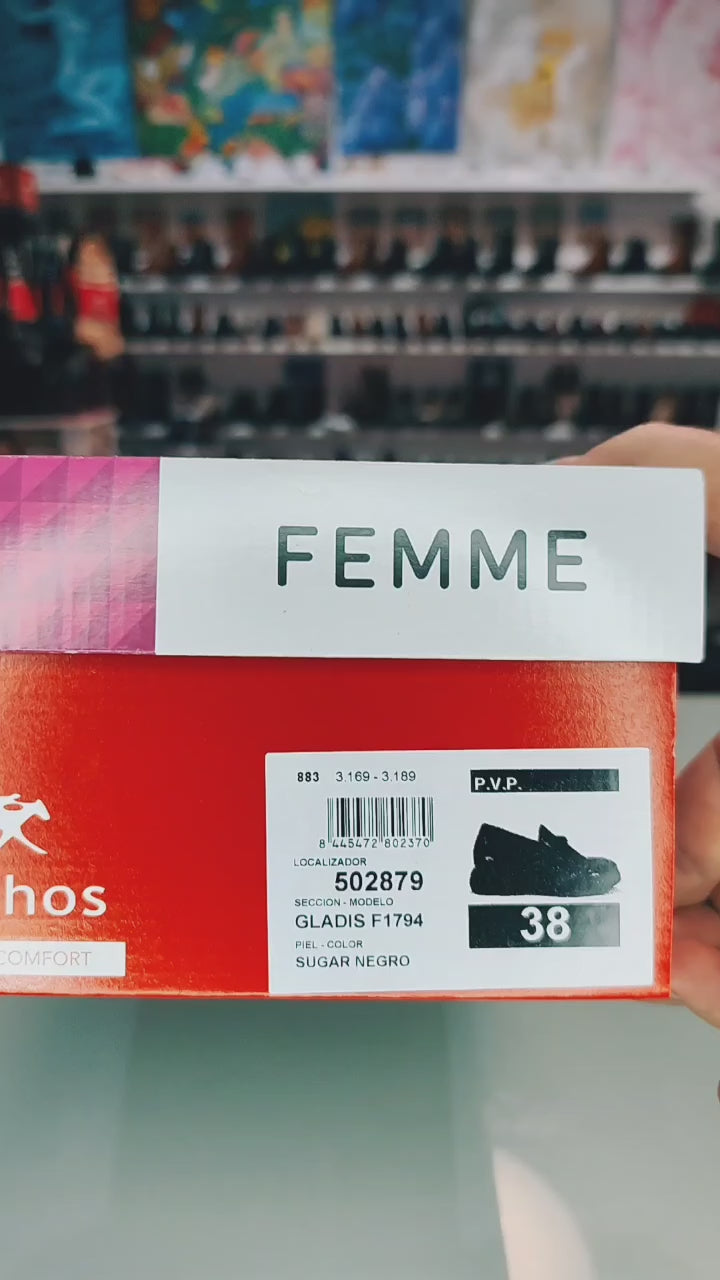 FEMME
883 3.169 - 3.189
P.V.P.
8 445472 802370
LOCALIZADOR
502879
SECCION - MODELO
GLADIS F1794
38
PIEL - COLOR
SUGAR NEGRO
hos
COMFORT